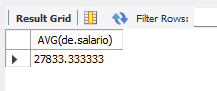 Result Grid Filter Rows:
AVG(de.salario)
27833.333333